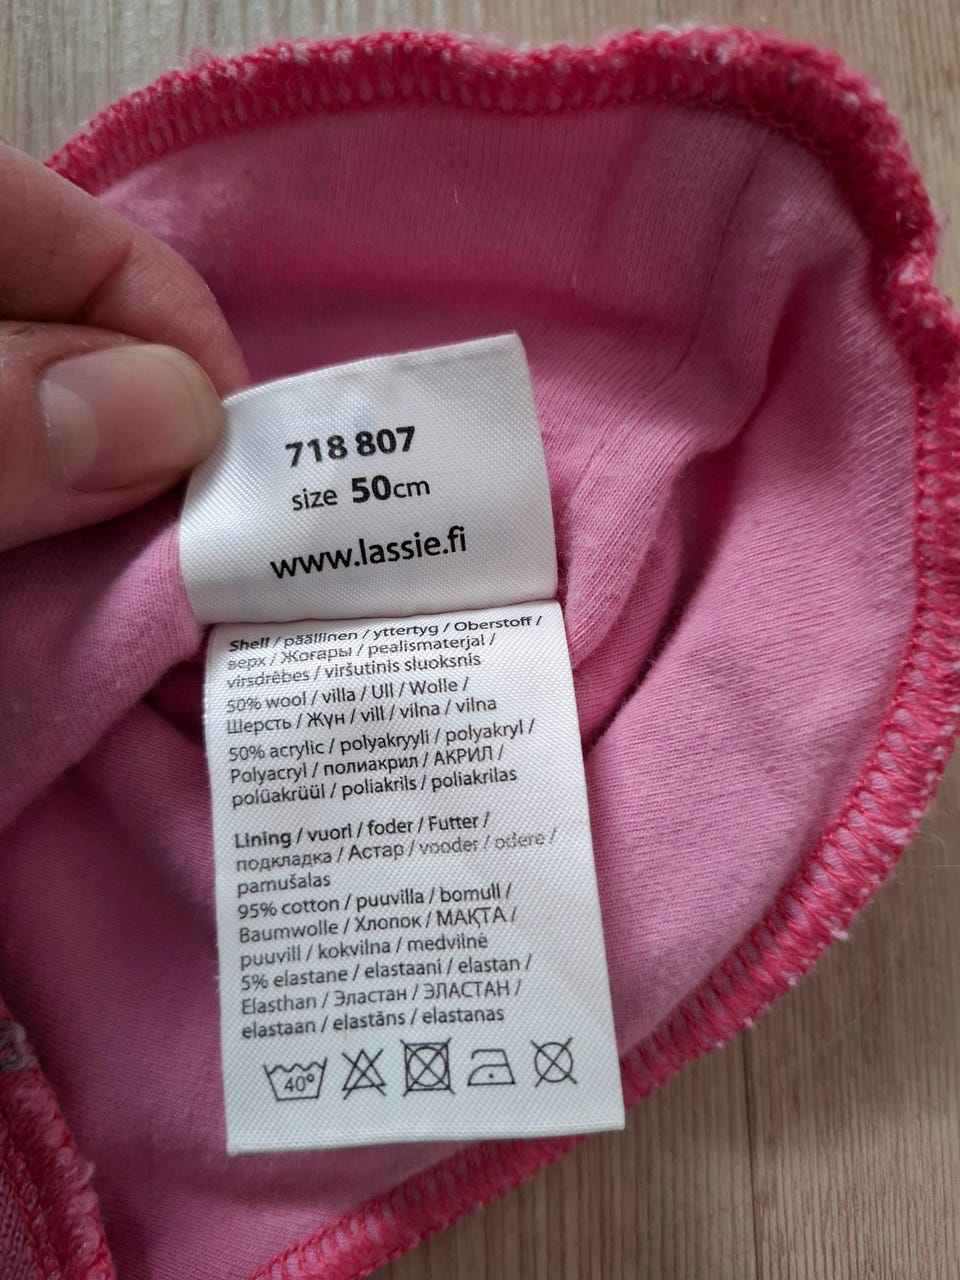 718 807
size 50cm
www.lassie.fi
Shell / päällinen / yttertyg / Oberstoff /
верх / Жоғары / pealismaterjal /
virsdrēbes / viršutinis sluoksnis
50% wool / villa / Ull / Wolle /
Шерсть / Жүн / vill / vilna / vilna
50% acrylic / polyakryyli / polyakryl /
Polyacryl / полиакрил / АКРИЛ /
polüakrüül / poliakrils / poliakrilas
Lining / vuori / foder / Futter /
подкладка / Астар / vooder / odere /
pamušalas
95% cotton / puuvilla / bomull /
Baumwolle / Хлопок / МАҚТА /
puuvill / kokvilna / medvilnė
5% elastane / elastaani / elastan /
Elasthan / Эластан / ЭЛАСТАН /
elastaan / elastāns / elastanas
40°